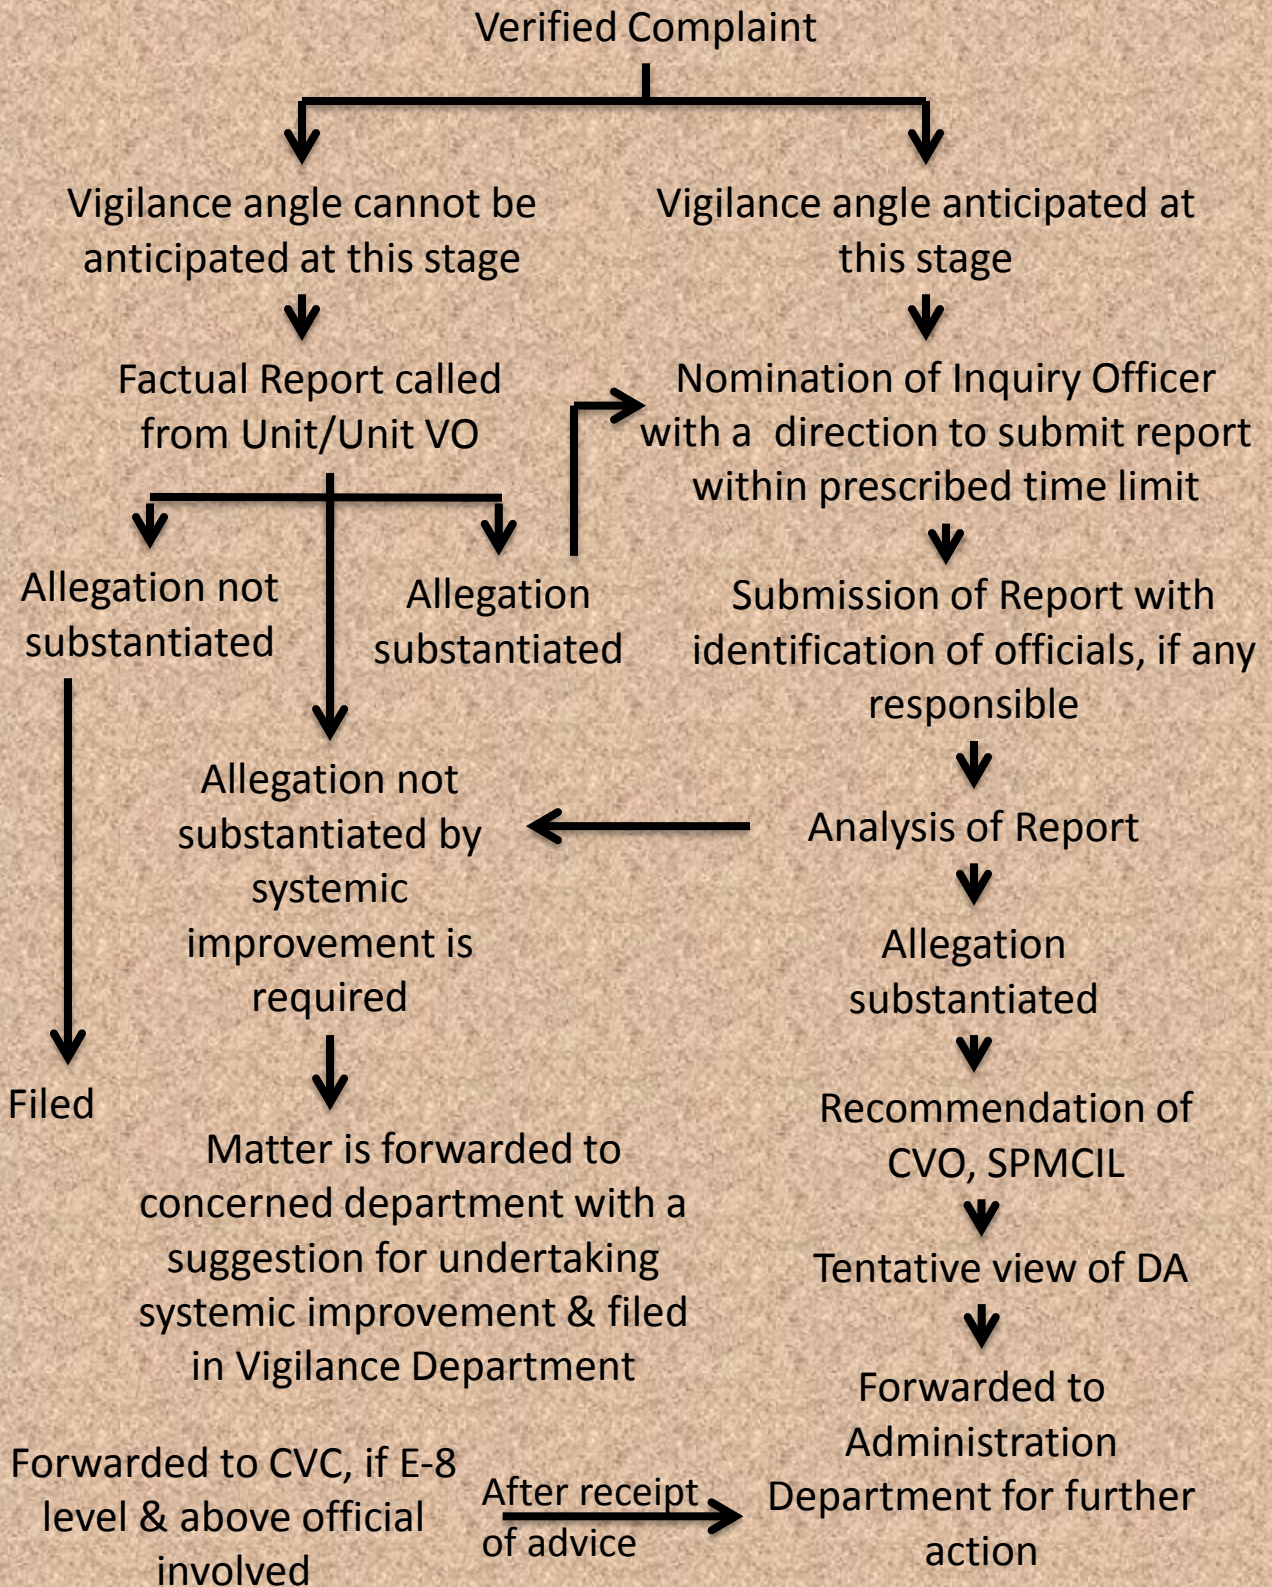 Verified Complaint
Vigilance angle cannot be
anticipated at this stage
Vigilance angle anticipated at
this stage
Factual Report called
from Unit/Unit VO
Nomination of Inquiry Officer
with a direction to submit report
within prescribed time limit
Allegation not
substantiated
Allegation
substantiated
Submission of Report with
identification of officials, if any
responsible
Allegation not
substantiated by
systemic
improvement is
required
Analysis of Report
Allegation
substantiated
Filed
Recommendation of
CVO, SPMCIL
Matter is forwarded to
concerned department with a
suggestion for undertaking
systemic improvement & filed
in Vigilance Department
Tentative view of DA
Forwarded to
Administration
Department for further
action
Forwarded to CVC, if E-8
level & above official
involved
After receipt
of advice